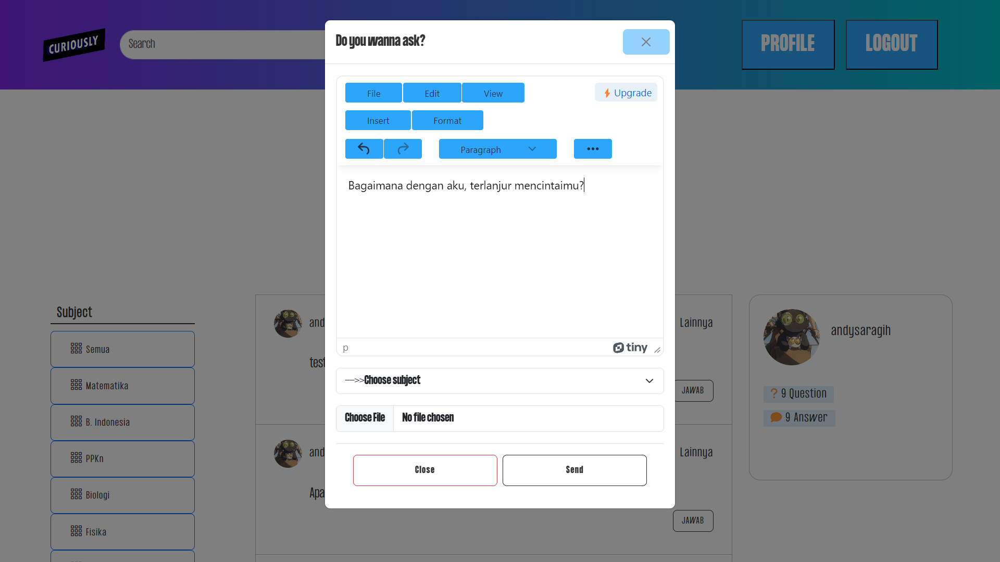 CURIOUSLY
Search
PROFILE
LOGOUT
Do you wanna ask?
File Edit View
Upgrade
Insert Format
Paragraph
Bagaimana dengan aku, terlanjur mencintaimu?
p
tiny
-->>Choose subject
Choose File No file chosen
Close Send
Subject
Semua
Matematika
B. Indonesia
PPKn
Biologi
Fisika
and
Lainnya
test
JAWAB
and
Lainnya
Apa
JAWAB
andysaragih
? 9 Question
9 Answer